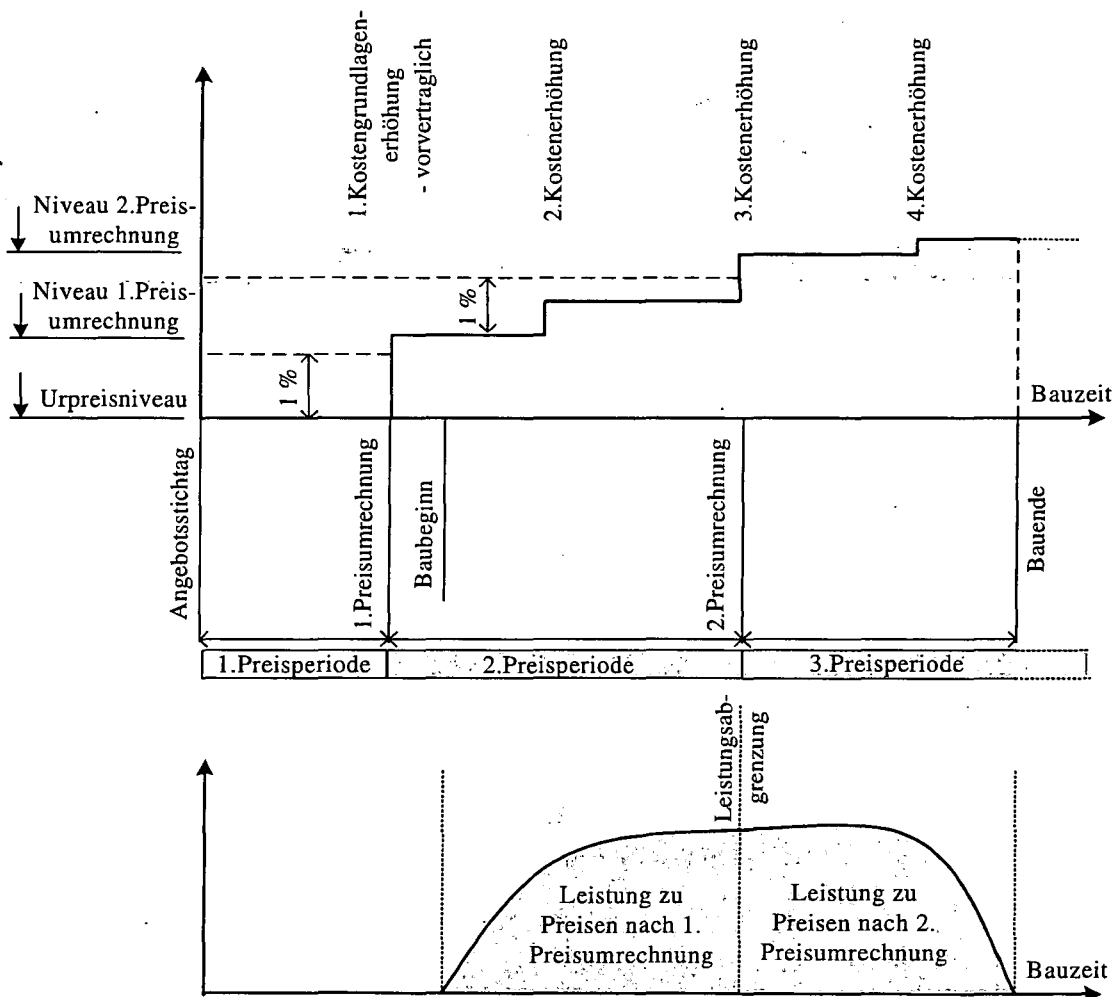 1.Kostengrundlagen-
erhöhung
- vorvertraglich
2.Kostenerhöhung
3.Kostenerhöhung
4.Kostenerhöhung
Niveau 2.Preis-
umrechnung
Niveau 1.Preis-
umrechnung
Urpreisniveau
1 %
1 %
Bauzeit
Angebotsstichtag
1.Preisumrechnung
Baubeginn
2.Preisumrechnung
Bauende
1.Preisperiode
2.Preisperiode
3.Preisperiode
Leistungsab-
grenzung
Leistung zu
Preisen nach 1.
Preisumrechnung
Leistung zu
Preisen nach 2.
Preisumrechnung
Bauzeit